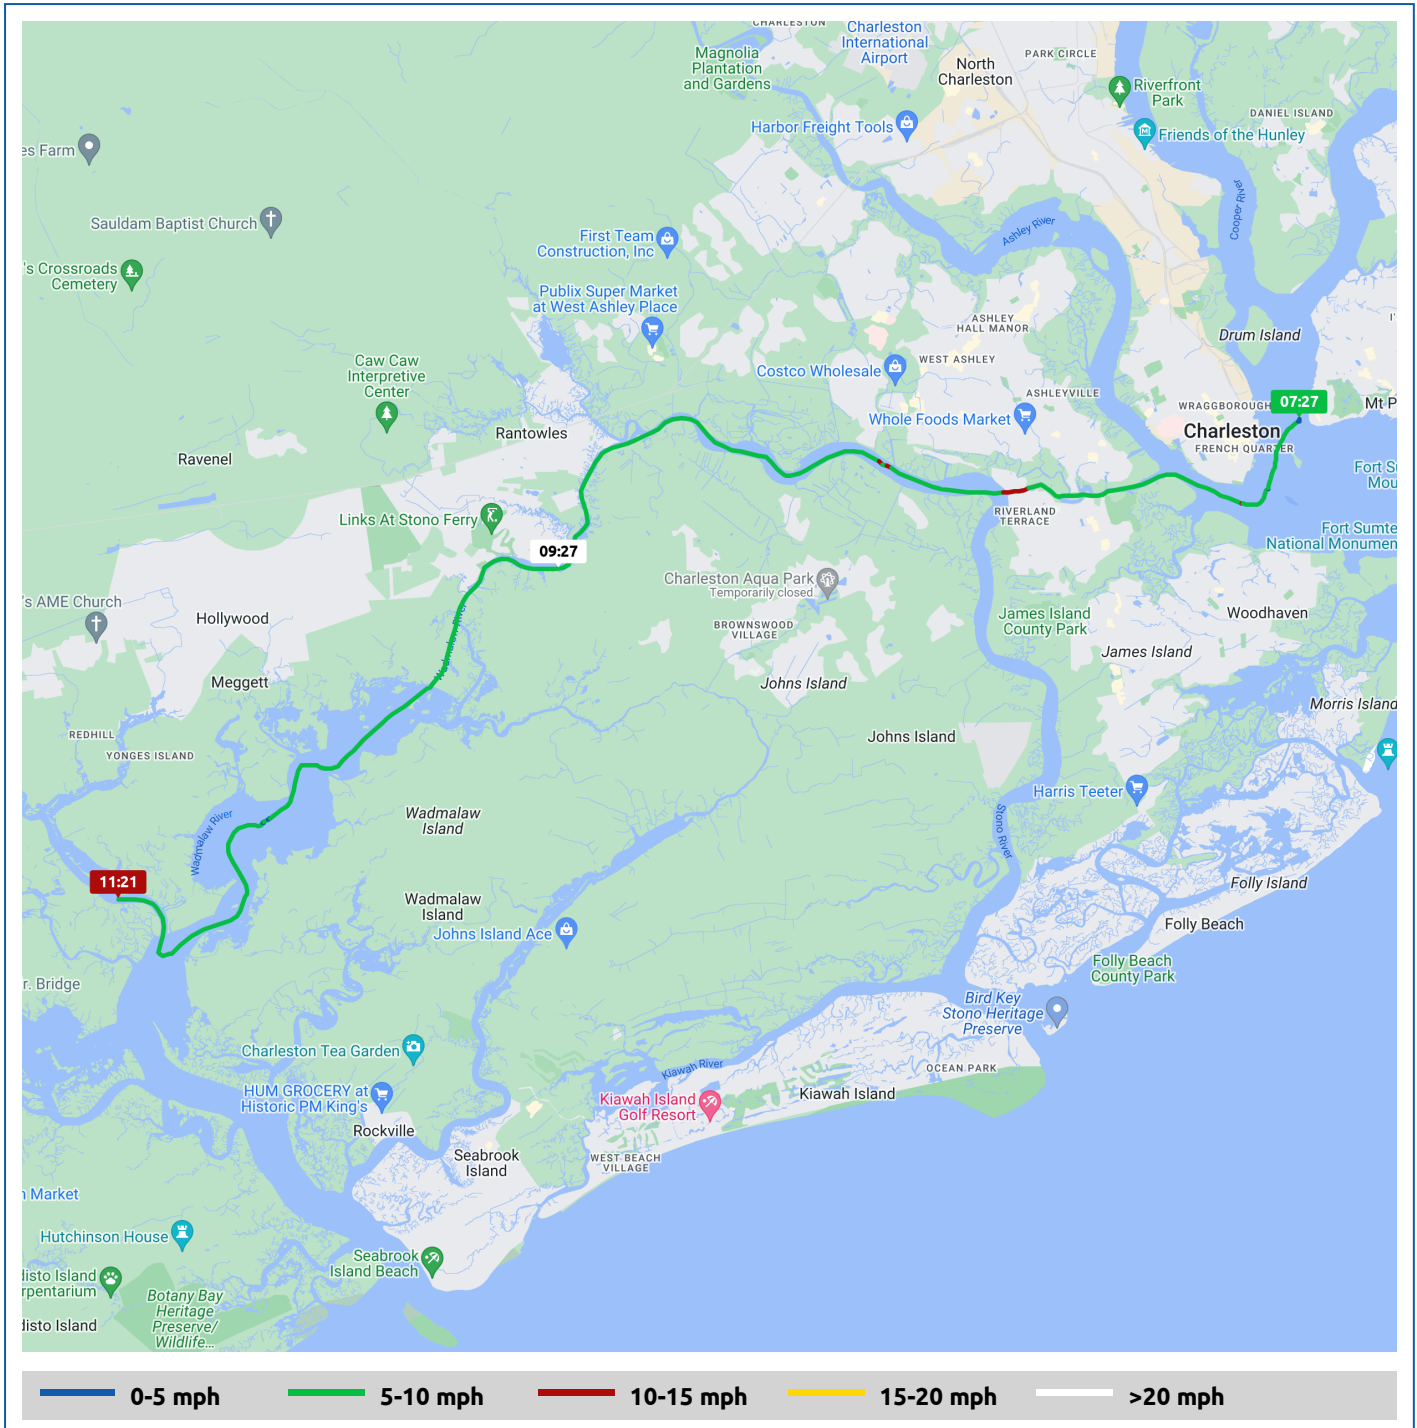 CHARLESTON
Charleston
International
Airport
Magnolia
Plantation
and Gardens
North
Charleston
PARK CIRCLE
Riverfront
Park
DANIEL ISLAND
Harbor Freight Tools
Friends of the Hunley
es Farm
Sauldam Baptist Church
Cooper River
Ashley River
First Team
Construction, Inc
's Crossroads
Cemetery
Publix Super Market
at West Ashley Place
ASHLEY
HALL MANOR
Drum Island
I'
Caw Caw
Interpretive
Center
Costco Wholesale
WEST ASHLEY
ASHLEYVILLE
WRAGGBOROUGH
07:27
Mt P
Whole Foods Market
Charleston
FRENCH QUARTER
Rantowles
Ravenel
Fort Su
Mou
Links At Stono Ferry
RIVERLAND
TERRACE
Fort Sumte
National Monumen
09:27
Charleston Aqua Park
Temporarily closed
's AME Church
Hollywood
Wadmalaw River
BROWNSWOOD
VILLAGE
James Island
County Park
Woodhaven
James Island
Meggett
Johns Island
Morris Island
REDHILL
YONGES ISLAND
Johns Island
Harris Teeter
Wadmalaw River
Wadmalaw
Island
Stono River
11:21
Wadmalaw
Island
Folly Island
Folly Beach
Johns Island Ace
Folly Beach
County Park
r. Bridge
Bird Key
Stono Heritage
Preserve
Charleston Tea Garden
Kiawah River
OCEAN PARK
HUM GROCERY at
Historic PM King's
Kiawah Island
Golf Resort
Kiawah Island
Rockville
Seabrook
Island
WEST BEACH
VILLAGE
n Market
Hutchinson House
Seabrook
Island Beach
disto Island
rpentarium
Botany Bay
Heritage
Preserve/
Wildlife...
disto Island
0-5 mph
5-10 mph
10-15 mph
15-20 mph
>20 mph